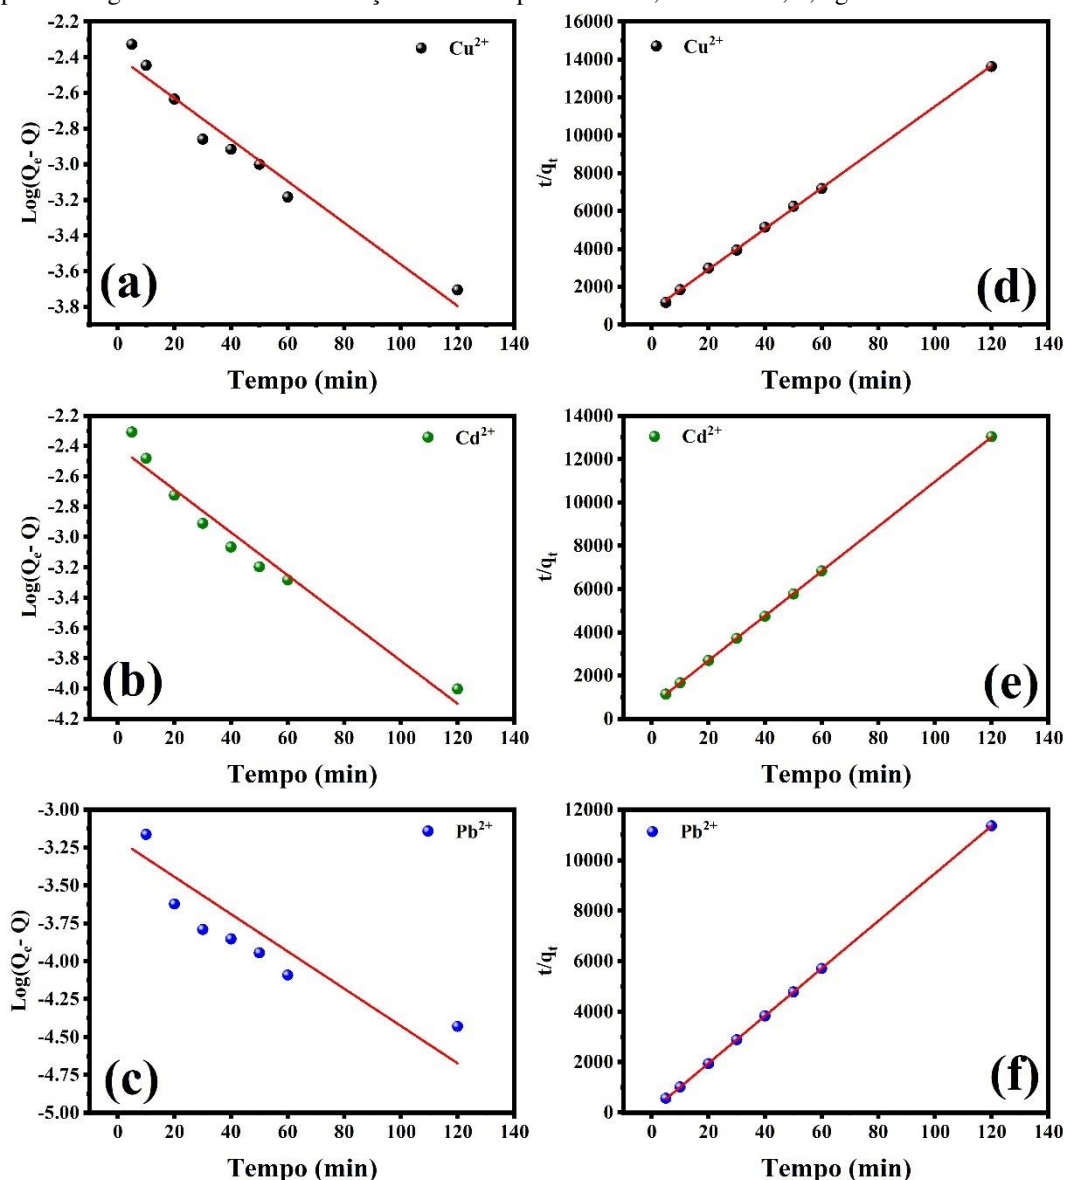 -2.2
-2.4
-2.6
-2.8
-3.0
-3.2
-3.4
-3.6
-3.8
Log(Qₑ- Q)
Cu²⁺
(a)
0 20 40 60 80 100 120 140
Tempo (min)
16000
14000
12000
10000
8000
6000
4000
2000
0
t/qₜ
Cu²⁺
(d)
0 20 40 60 80 100 120 140
Tempo (min)
-2.2
-2.4
-2.6
-2.8
-3.0
-3.2
-3.4
-3.6
-3.8
-4.0
-4.2
Log(Qₑ- Q)
Cd²⁺
(b)
0 20 40 60 80 100 120 140
Tempo (min)
14000
12000
10000
8000
6000
4000
2000
0
t/qₜ
Cd²⁺
(e)
0 20 40 60 80 100 120 140
Tempo (min)
-3.00
-3.25
-3.50
-3.75
-4.00
-4.25
-4.50
-4.75
-5.00
Log(Qₑ- Q)
Pb²⁺
(c)
0 20 40 60 80 100 120 140
Tempo (min)
12000
10000
8000
6000
4000
2000
0
t/qₜ
Pb²⁺
(f)
0 20 40 60 80 100 120 140
Tempo (min)